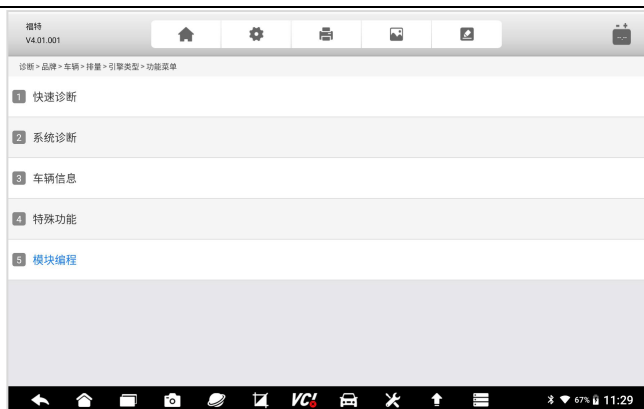 福特
V4.01.001
诊断 > 品牌 > 车辆 > 排量 > 引擎类型 > 功能菜单
1 快速诊断
2 系统诊断
3 车辆信息
4 特殊功能
5 模块编程
VCI 67% 11:29